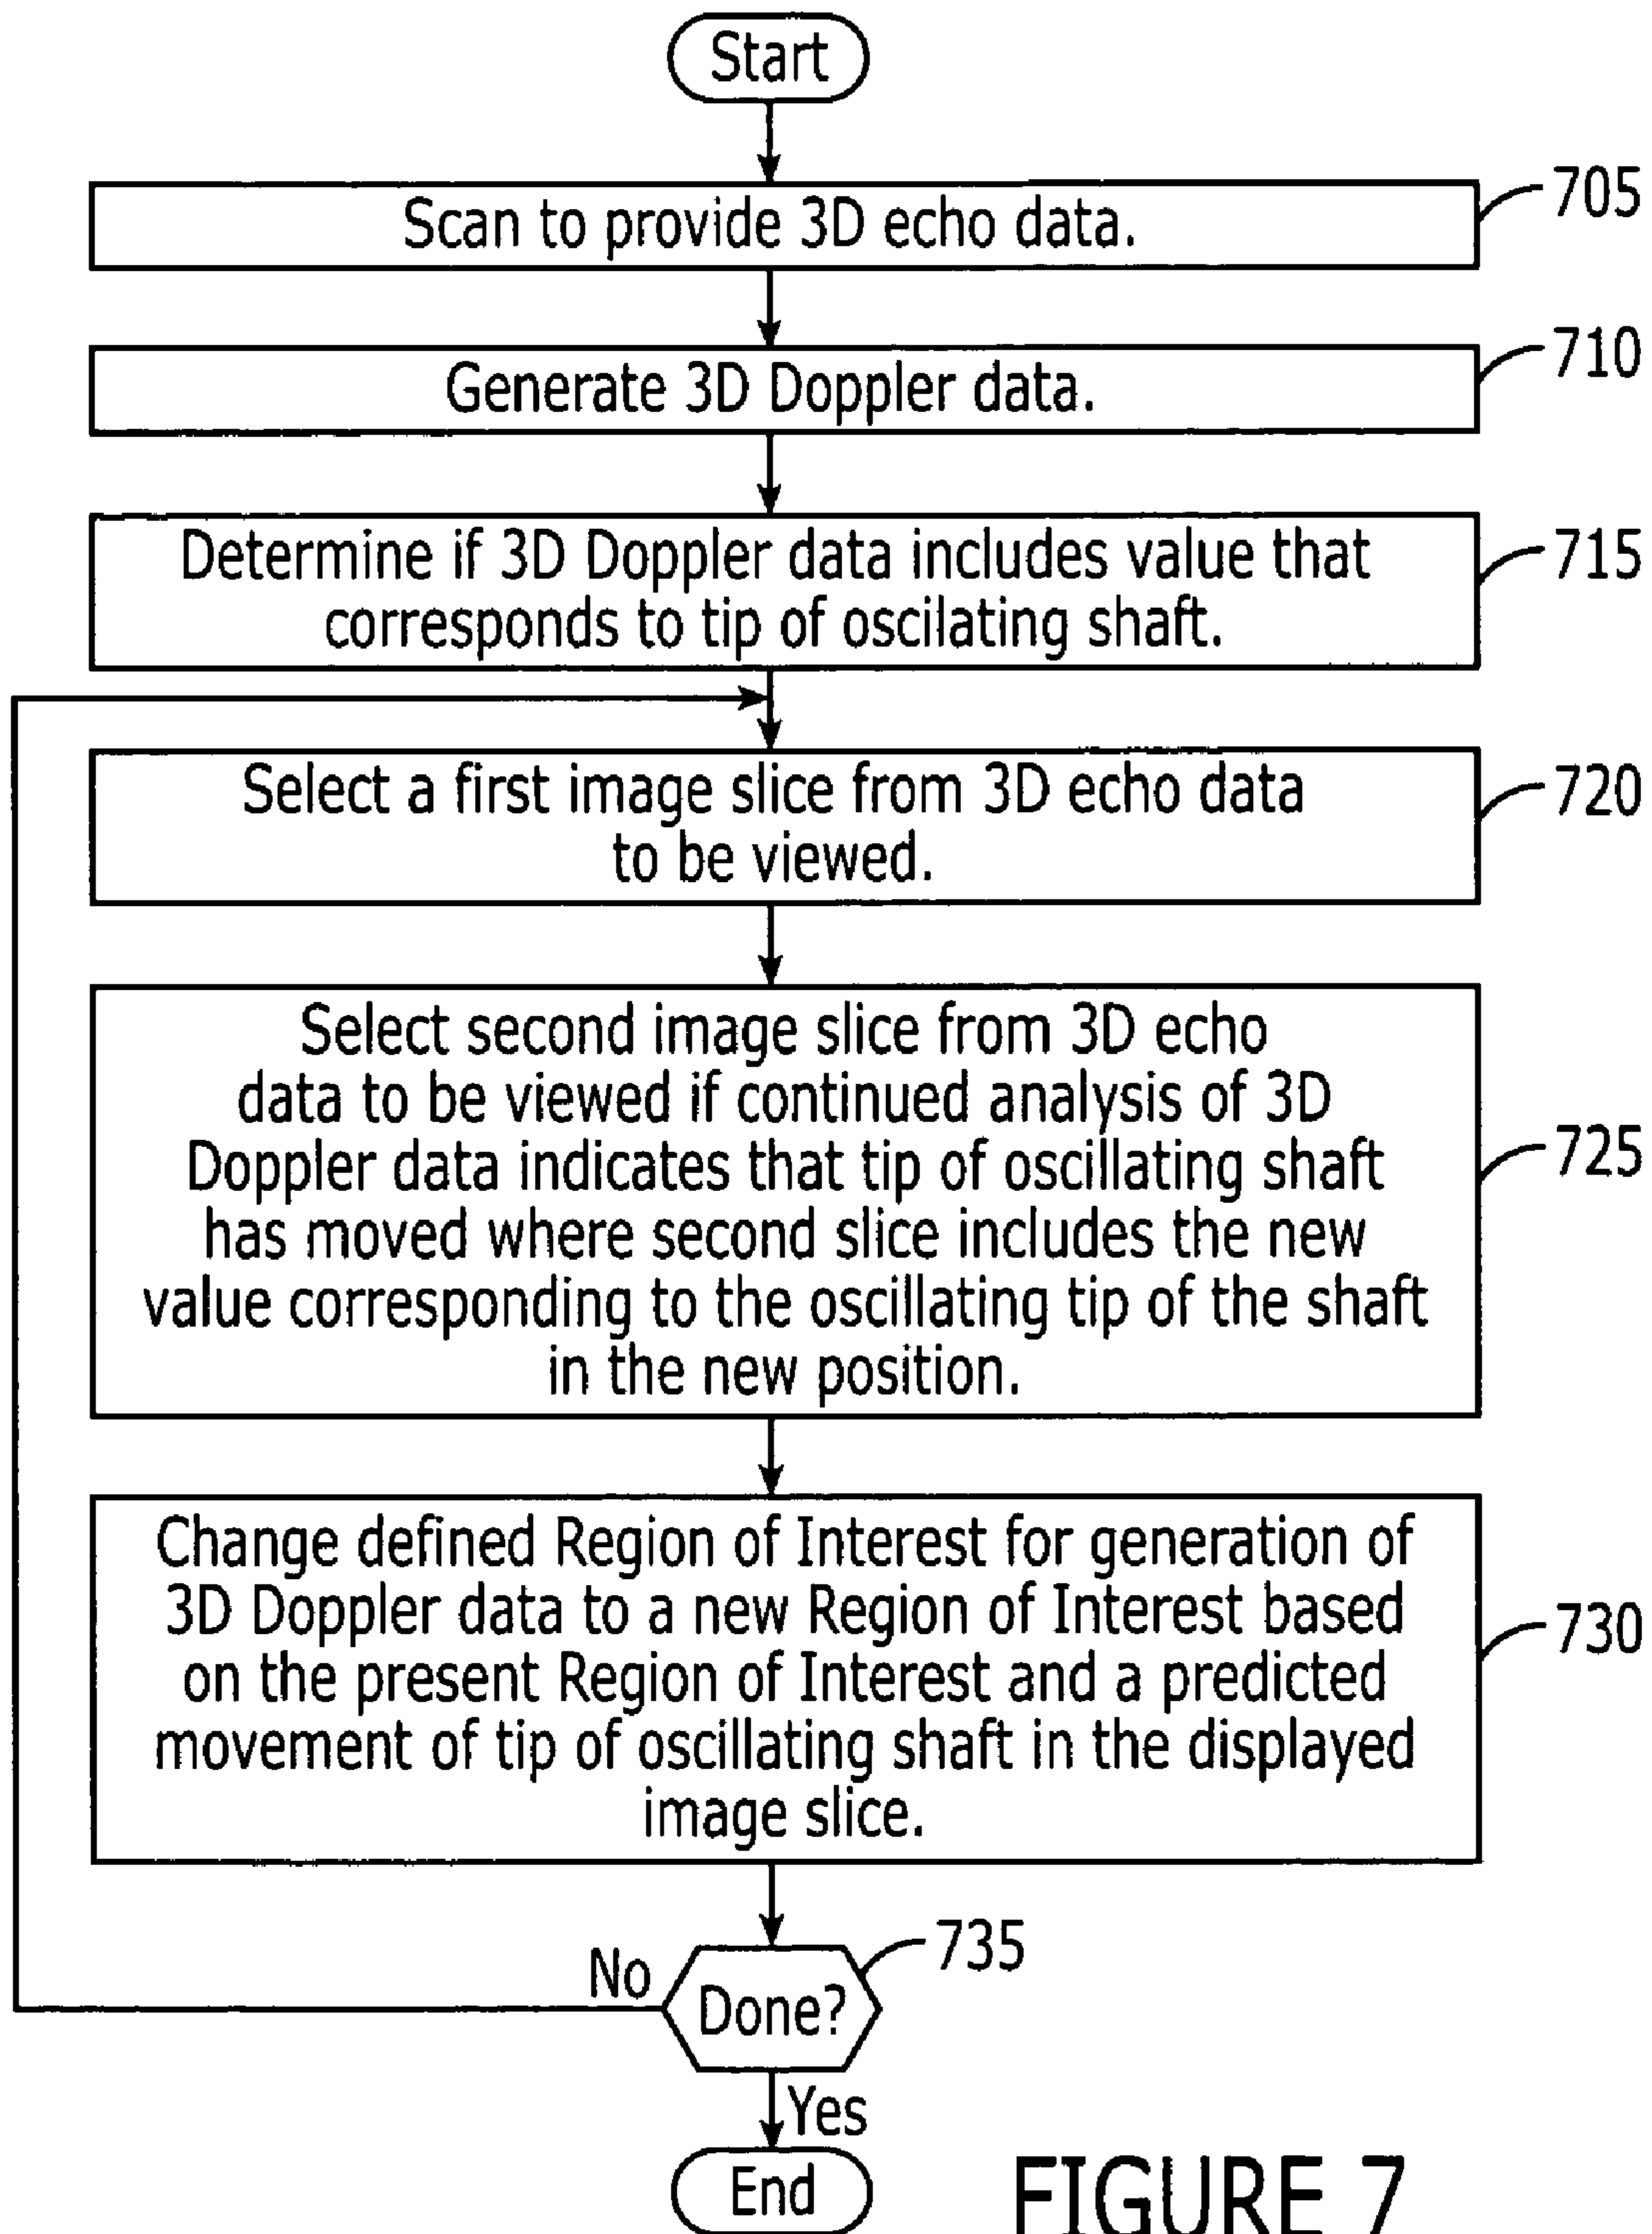 Start
Scan to provide 3D echo data.
705
Generate 3D Doppler data.
710
Determine if 3D Doppler data includes value that
corresponds to tip of oscilating shaft.
715
Select a first image slice from 3D echo data
to be viewed.
720
Select second image slice from 3D echo
data to be viewed if continued analysis of 3D
Doppler data indicates that tip of oscillating shaft
has moved where second slice includes the new
value corresponding to the oscillating tip of the shaft
in the new position.
725
Change defined Region of Interest for generation of
3D Doppler data to a new Region of Interest based
on the present Region of Interest and a predicted
movement of tip of oscillating shaft in the displayed
image slice.
730
No
Done?
735
Yes
End
FIGURE 7